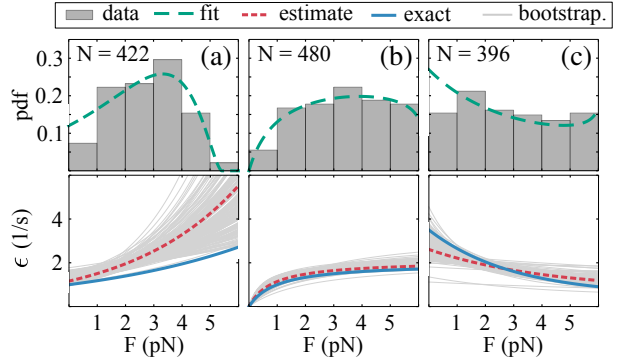 data fit estimate exact bootstrap.
N = 422 (a) N = 480 (b) N = 396 (c)
0.3
0.2
0.1
pdf
4
2
ϵ (1/s)
1 2 3 4 5 1 2 3 4 5 1 2 3 4 5
F (pN) F (pN) F (pN)